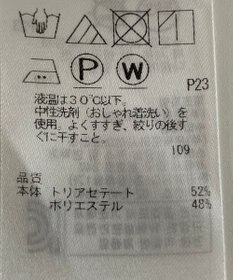 P W
P23
液温は30℃以下。
中性洗剤(おしゃれ着洗い)を
使用。よくすすぎ、絞りの後す
ぐに干すこと。
109
品質
本体 トリアセテート 52%
ポリエステル 48%